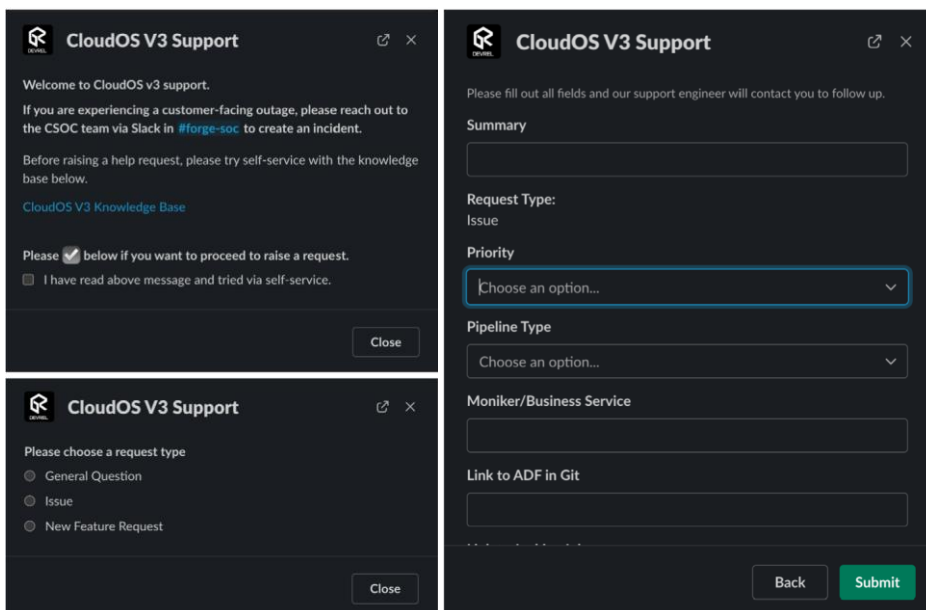 CloudOS V3 Support
DEVREL
Welcome to CloudOS v3 support.
If you are experiencing a customer-facing outage, please reach out to
the CSOC team via Slack in #forge-soc to create an incident.
Before raising a help request, please try self-service with the knowledge
base below.
CloudOS V3 Knowledge Base
Please ✓ below if you want to proceed to raise a request.
I have read above message and tried via self-service.
Close
CloudOS V3 Support
DEVREL
Please choose a request type
General Question
Issue
New Feature Request
Close
CloudOS V3 Support
DEVREL
Please fill out all fields and our support engineer will contact you to follow up.
Summary
Request Type:
Issue
Priority
Choose an option...
Pipeline Type
Choose an option...
Moniker/Business Service
Link to ADF in Git
Back
Submit